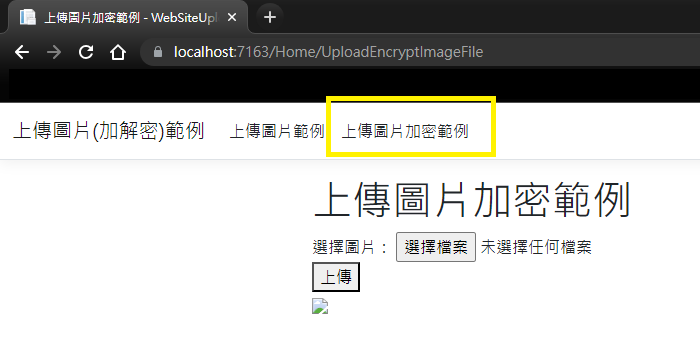 上傳圖片加密範例 - WebSiteUpl
localhost:7163/Home/UploadEncryptImageFile
上傳圖片(加解密)範例 上傳圖片範例 上傳圖片加密範例
上傳圖片加密範例
選擇圖片： 選擇檔案 未選擇任何檔案
上傳